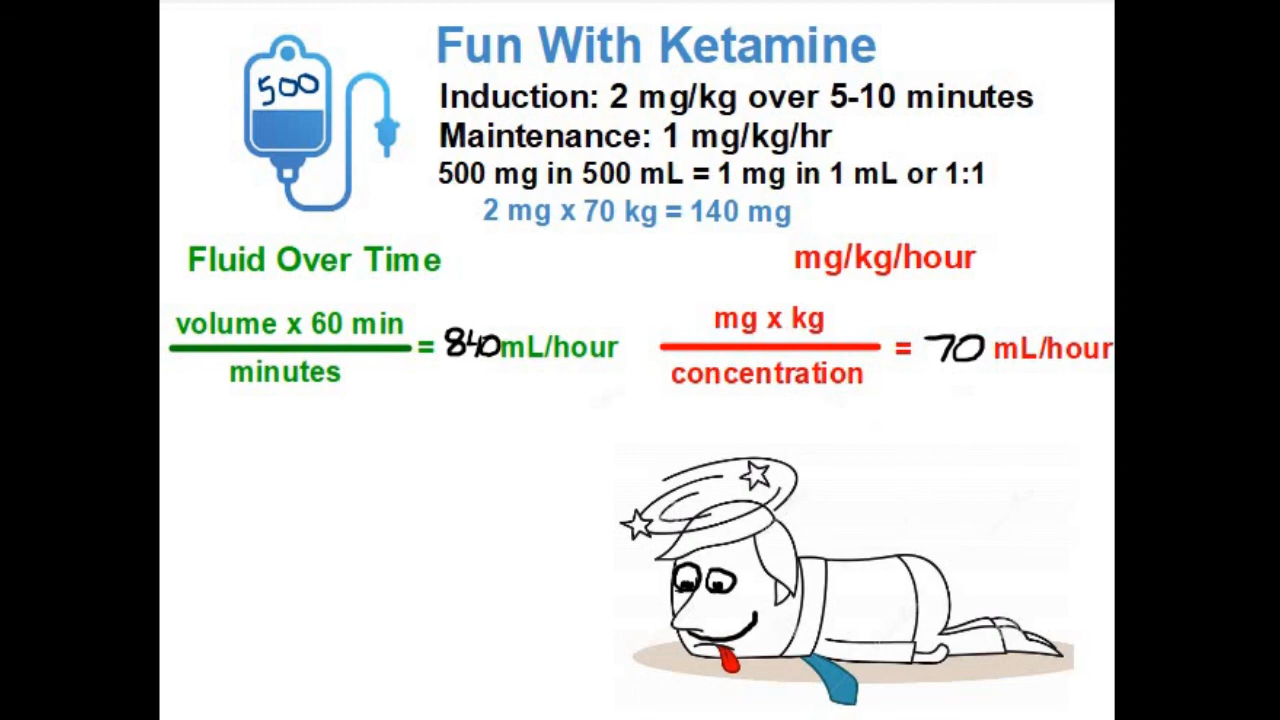 500
Fun With Ketamine
Induction: 2 mg/kg over 5-10 minutes
Maintenance: 1 mg/kg/hr
500 mg in 500 mL = 1 mg in 1 mL or 1:1
2 mg x 70 kg = 140 mg
Fluid Over Time
volume x 60 min
minutes
= 840 mL/hour
mg/kg/hour
mg x kg
concentration
= 70 mL/hour